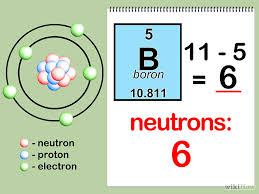 - neutron
- proton
- electron
5
B
boron
10.811
11 - 5
= 6
neutrons:
6
wikiHow